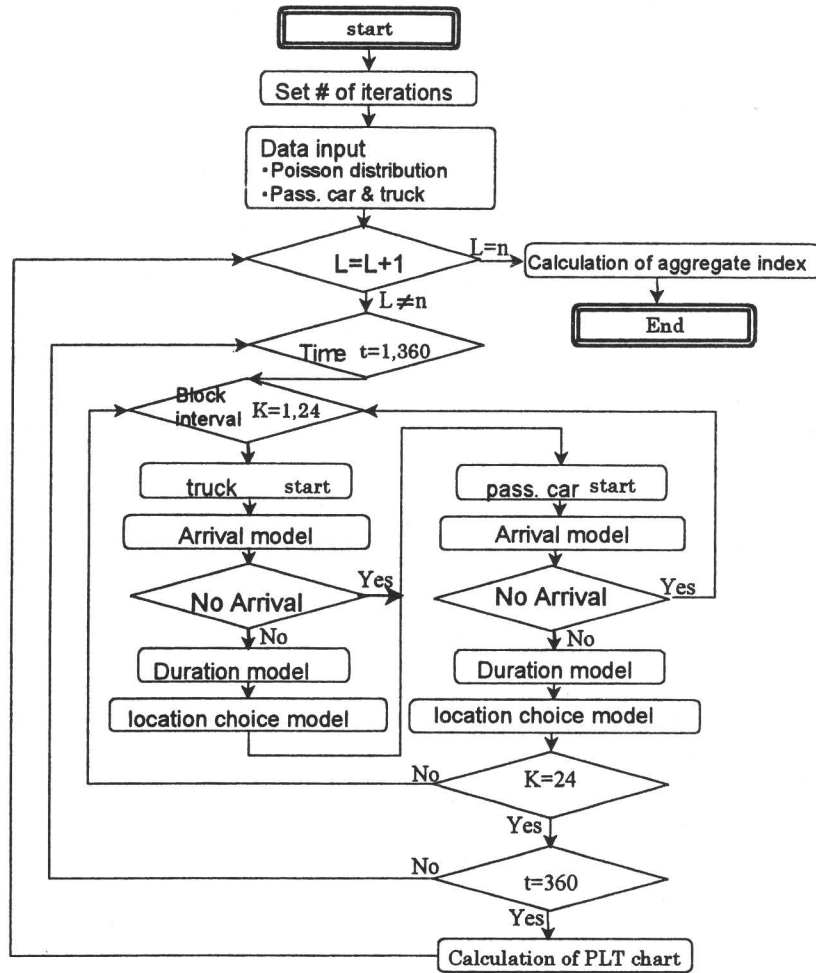 start
Set # of iterations
Data input
・Poisson distribution
・Pass. car & truck
L=L+1
L=n
Calculation of aggregate index
End
L≠n
Time t=1,360
Block
interval K=1,24
truck start
pass. car start
Arrival model
Arrival model
No Arrival
Yes
No Arrival
Yes
No
No
Duration model
Duration model
location choice model
location choice model
No
K=24
Yes
No
t=360
Yes
Calculation of PLT chart